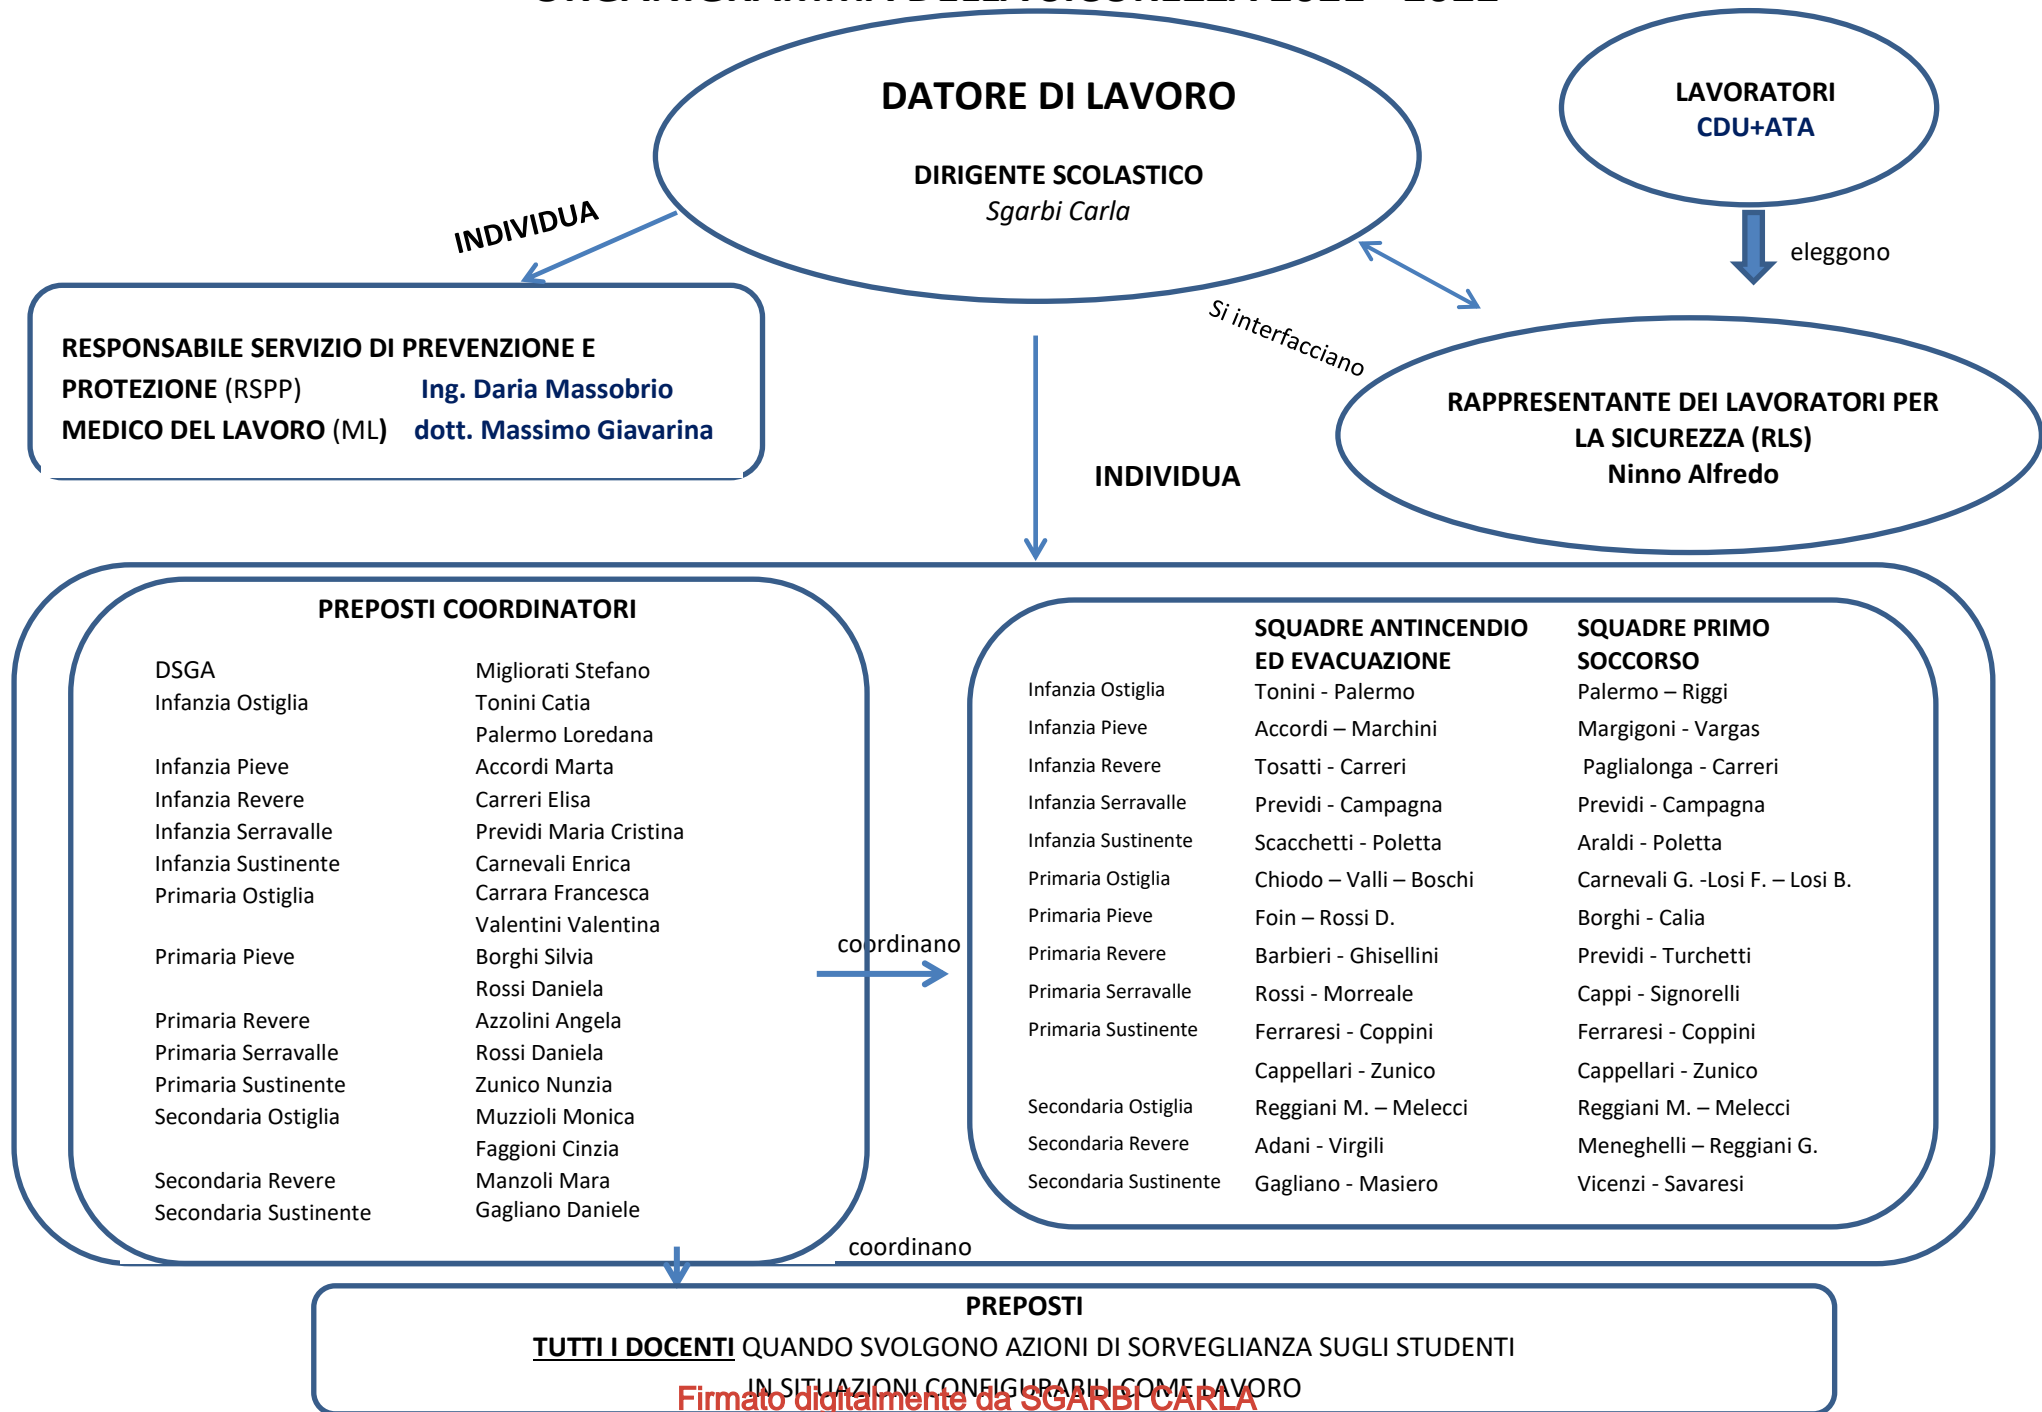 ORGANIGRAMMA DELLA SICUREZZA 2021 - 2022
DATORE DI LAVORO
DIRIGENTE SCOLASTICO
Sgarbi Carla
LAVORATORI
CDU+ATA
eleggono
INDIVIDUA
Si interfacciano
RESPONSABILE SERVIZIO DI PREVENZIONE E
PROTEZIONE (RSPP) Ing. Daria Massobrio
MEDICO DEL LAVORO (ML) dott. Massimo Giavarina
RAPPRESENTANTE DEI LAVORATORI PER
LA SICUREZZA (RLS)
Ninno Alfredo
INDIVIDUA
PREPOSTI COORDINATORI
DSGA Migliorati Stefano
Infanzia Ostiglia Tonini Catia
Palermo Loredana
Infanzia Pieve Accordi Marta
Infanzia Revere Carreri Elisa
Infanzia Serravalle Previdi Maria Cristina
Infanzia Sustinente Carnevali Enrica
Primaria Ostiglia Carrara Francesca
Valentini Valentina
Primaria Pieve Borghi Silvia
Rossi Daniela
Primaria Revere Azzolini Angela
Primaria Serravalle Rossi Daniela
Primaria Sustinente Zunico Nunzia
Secondaria Ostiglia Muzzioli Monica
Faggioni Cinzia
Secondaria Revere Manzoli Mara
Secondaria Sustinente Gagliano Daniele
coordinano
SQUADRE ANTINCENDIO SQUADRE PRIMO
ED EVACUAZIONE SOCCORSO
Infanzia Ostiglia Tonini - Palermo Palermo – Riggi
Infanzia Pieve Accordi – Marchini Margigoni - Vargas
Infanzia Revere Tosatti - Carreri Paglialonga - Carreri
Infanzia Serravalle Previdi - Campagna Previdi - Campagna
Infanzia Sustinente Scacchetti - Poletta Araldi - Poletta
Primaria Ostiglia Chiodo – Valli – Boschi Carnevali G. -Losi F. – Losi B.
Primaria Pieve Foin – Rossi D. Borghi - Calia
Primaria Revere Barbieri - Ghisellini Previdi - Turchetti
Primaria Serravalle Rossi - Morreale Cappi - Signorelli
Primaria Sustinente Ferraresi - Coppini Ferraresi - Coppini
Cappellari - Zunico Cappellari - Zunico
Secondaria Ostiglia Reggiani M. – Melecci Reggiani M. – Melecci
Secondaria Revere Adani - Virgili Meneghelli – Reggiani G.
Secondaria Sustinente Gagliano - Masiero Vicenzi - Savaresi
coordinano
PREPOSTI
TUTTI I DOCENTI QUANDO SVOLGONO AZIONI DI SORVEGLIANZA SUGLI STUDENTI
IN SITUAZIONI CONFIGURABILI COME LAVORO
Firmato digitalmente da SGARBI CARLA